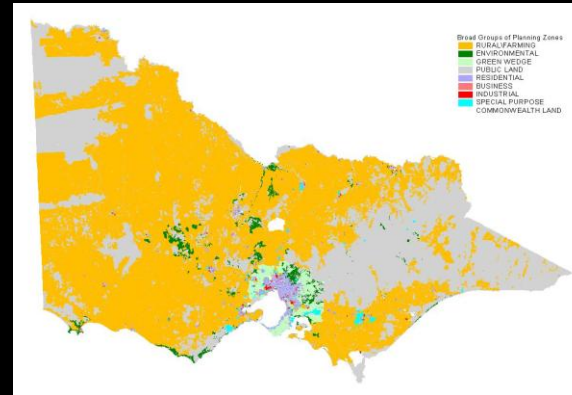 Broad Groups of Planning Zones
RURAL\FARMING
ENVIRONMENTAL
GREEN WEDGE
PUBLIC LAND
RESIDENTIAL
BUSINESS
INDUSTRIAL
SPECIAL PURPOSE
COMMONWEALTH LAND